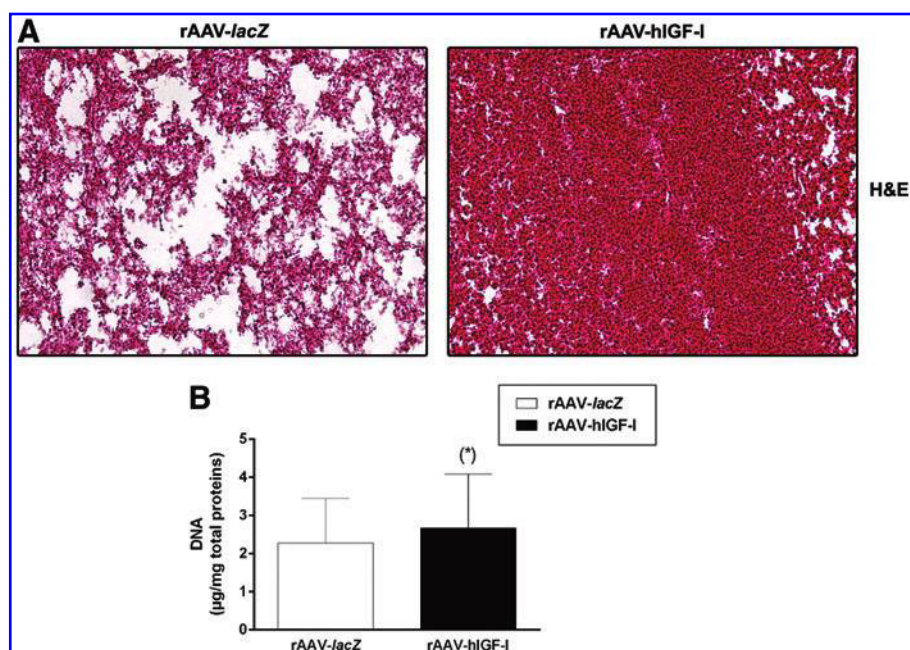 A
rAAV-lacZ
rAAV-hIGF-I
H&E
B
rAAV-lacZ
rAAV-hIGF-I
(*)
5
4
3
2
1
0
DNA
(µg/mg total proteins)
rAAV-lacZ
rAAV-hIGF-I